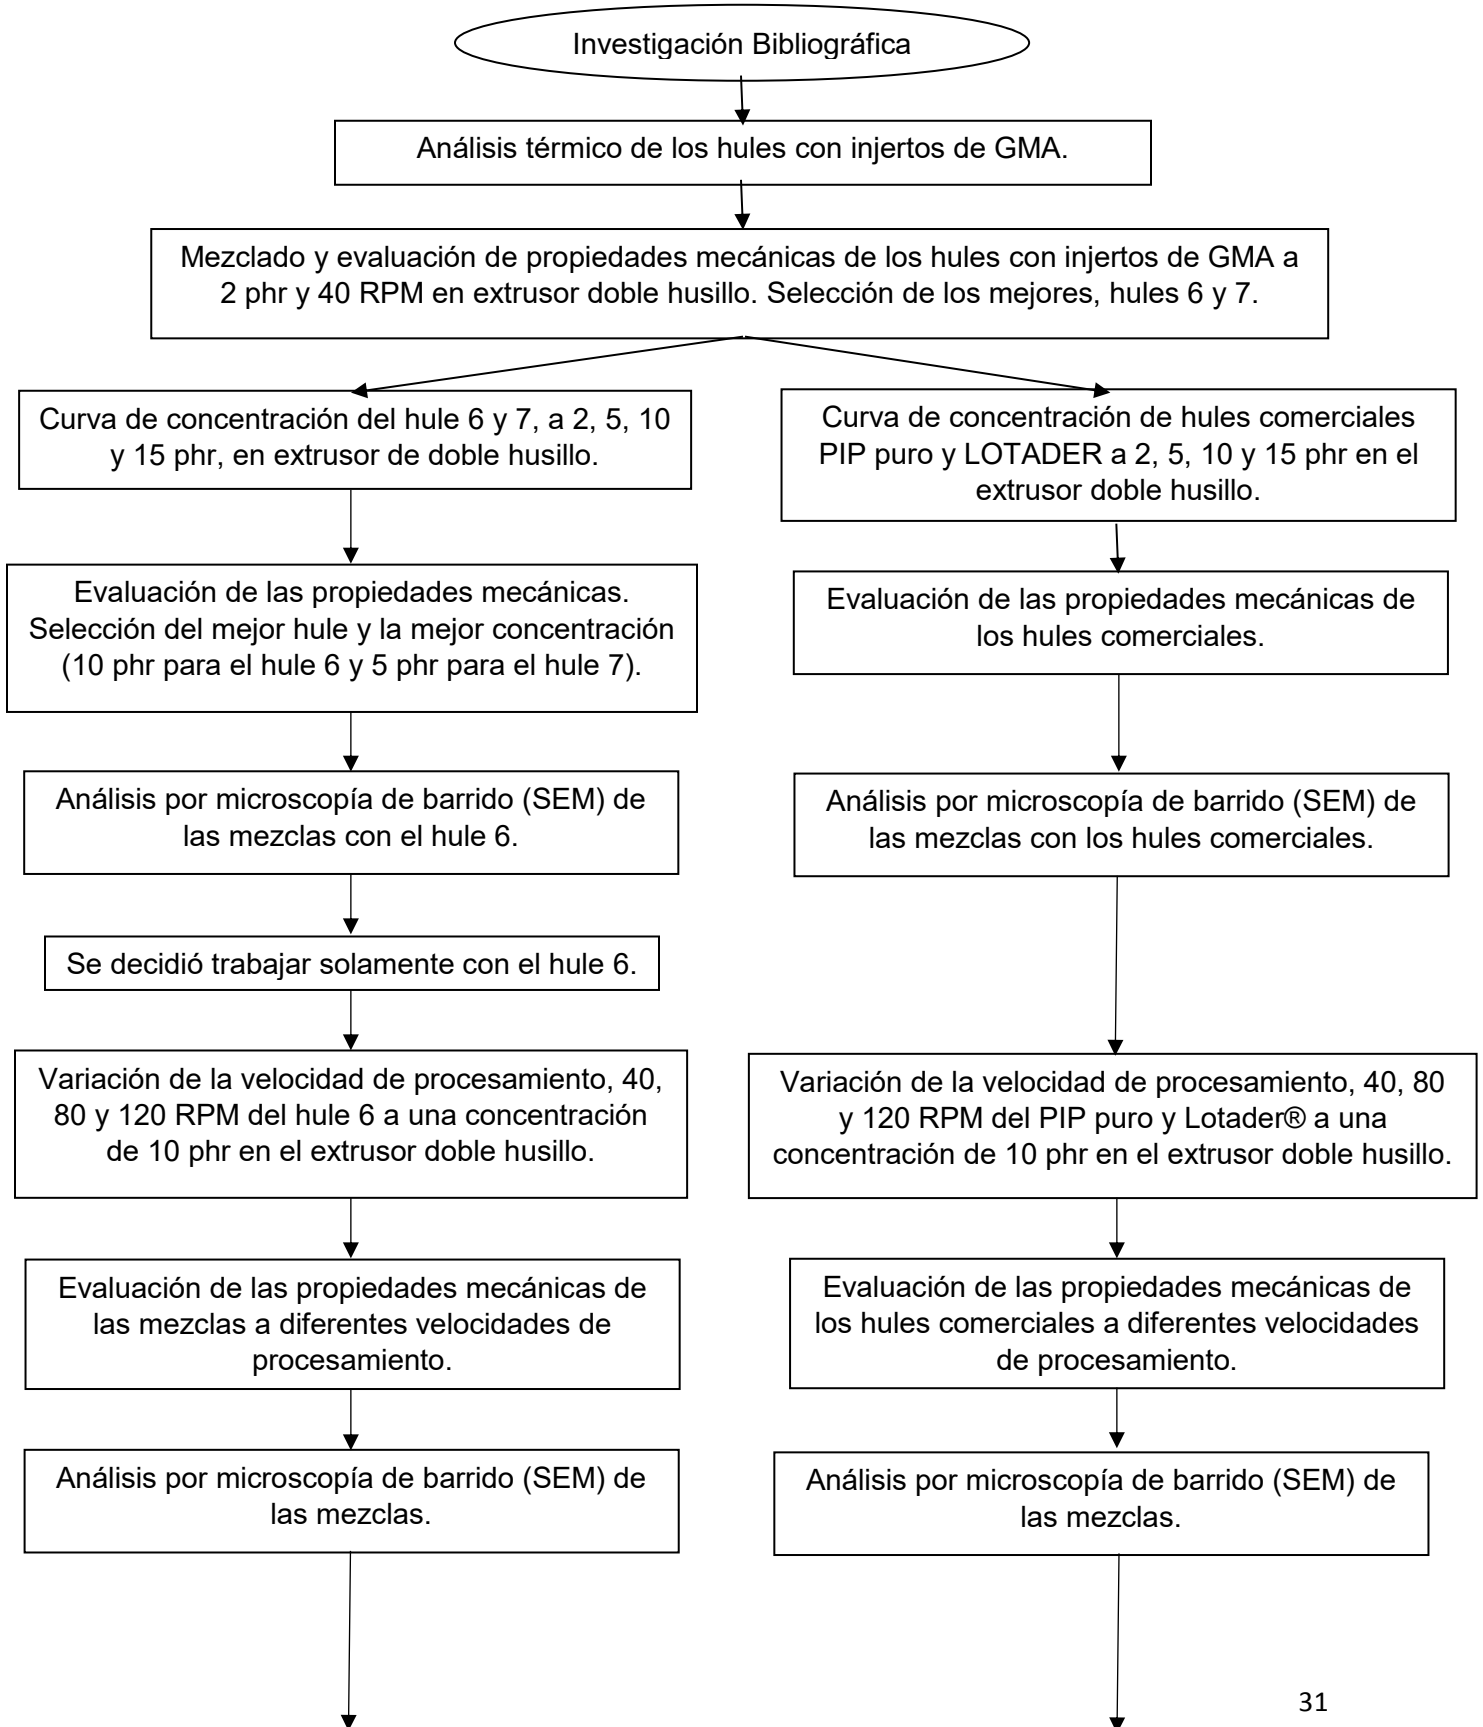 Investigación Bibliográfica
Análisis térmico de los hules con injertos de GMA.
Mezclado y evaluación de propiedades mecánicas de los hules con injertos de GMA a
2 phr y 40 RPM en extrusor doble husillo. Selección de los mejores, hules 6 y 7.
Curva de concentración del hule 6 y 7, a 2, 5, 10
y 15 phr, en extrusor de doble husillo.
Evaluación de las propiedades mecánicas.
Selección del mejor hule y la mejor concentración
(10 phr para el hule 6 y 5 phr para el hule 7).
Análisis por microscopía de barrido (SEM) de
las mezclas con el hule 6.
Se decidió trabajar solamente con el hule 6.
Variación de la velocidad de procesamiento, 40,
80 y 120 RPM del hule 6 a una concentración
de 10 phr en el extrusor doble husillo.
Evaluación de las propiedades mecánicas de
las mezclas a diferentes velocidades de
procesamiento.
Análisis por microscopía de barrido (SEM) de
las mezclas.
Curva de concentración de hules comerciales
PIP puro y LOTADER a 2, 5, 10 y 15 phr en el
extrusor doble husillo.
Evaluación de las propiedades mecánicas de
los hules comerciales.
Análisis por microscopía de barrido (SEM) de
las mezclas con los hules comerciales.
Variación de la velocidad de procesamiento, 40, 80
y 120 RPM del PIP puro y Lotader® a una
concentración de 10 phr en el extrusor doble husillo.
Evaluación de las propiedades mecánicas de
los hules comerciales a diferentes velocidades
de procesamiento.
Análisis por microscopía de barrido (SEM) de
las mezclas.
31